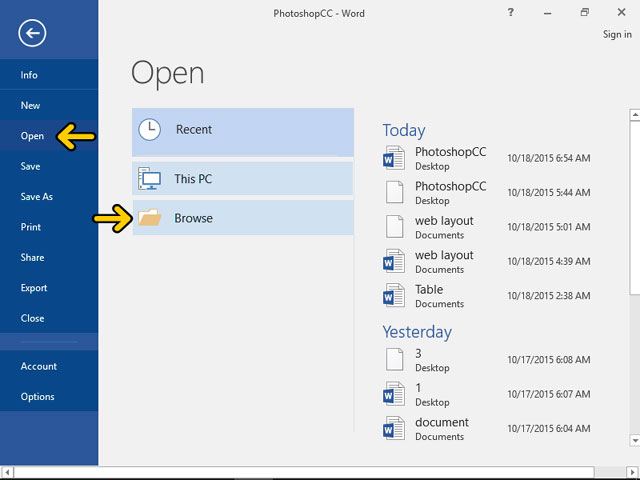 PhotoshopCC - Word
?
Sign in
Info
New
Open
Save
Save As
Print
Share
Export
Close
Account
Options
Open
Recent
This PC
Browse
Today
PhotoshopCC
Desktop
10/18/2015 6:54 AM
PhotoshopCC
Desktop
10/18/2015 5:44 AM
web layout
Documents
10/18/2015 5:01 AM
web layout
Documents
10/18/2015 4:39 AM
Table
Documents
10/18/2015 2:38 AM
Yesterday
3
Desktop
10/17/2015 6:08 AM
1
Desktop
10/17/2015 6:07 AM
document
Documents
10/17/2015 6:04 AM